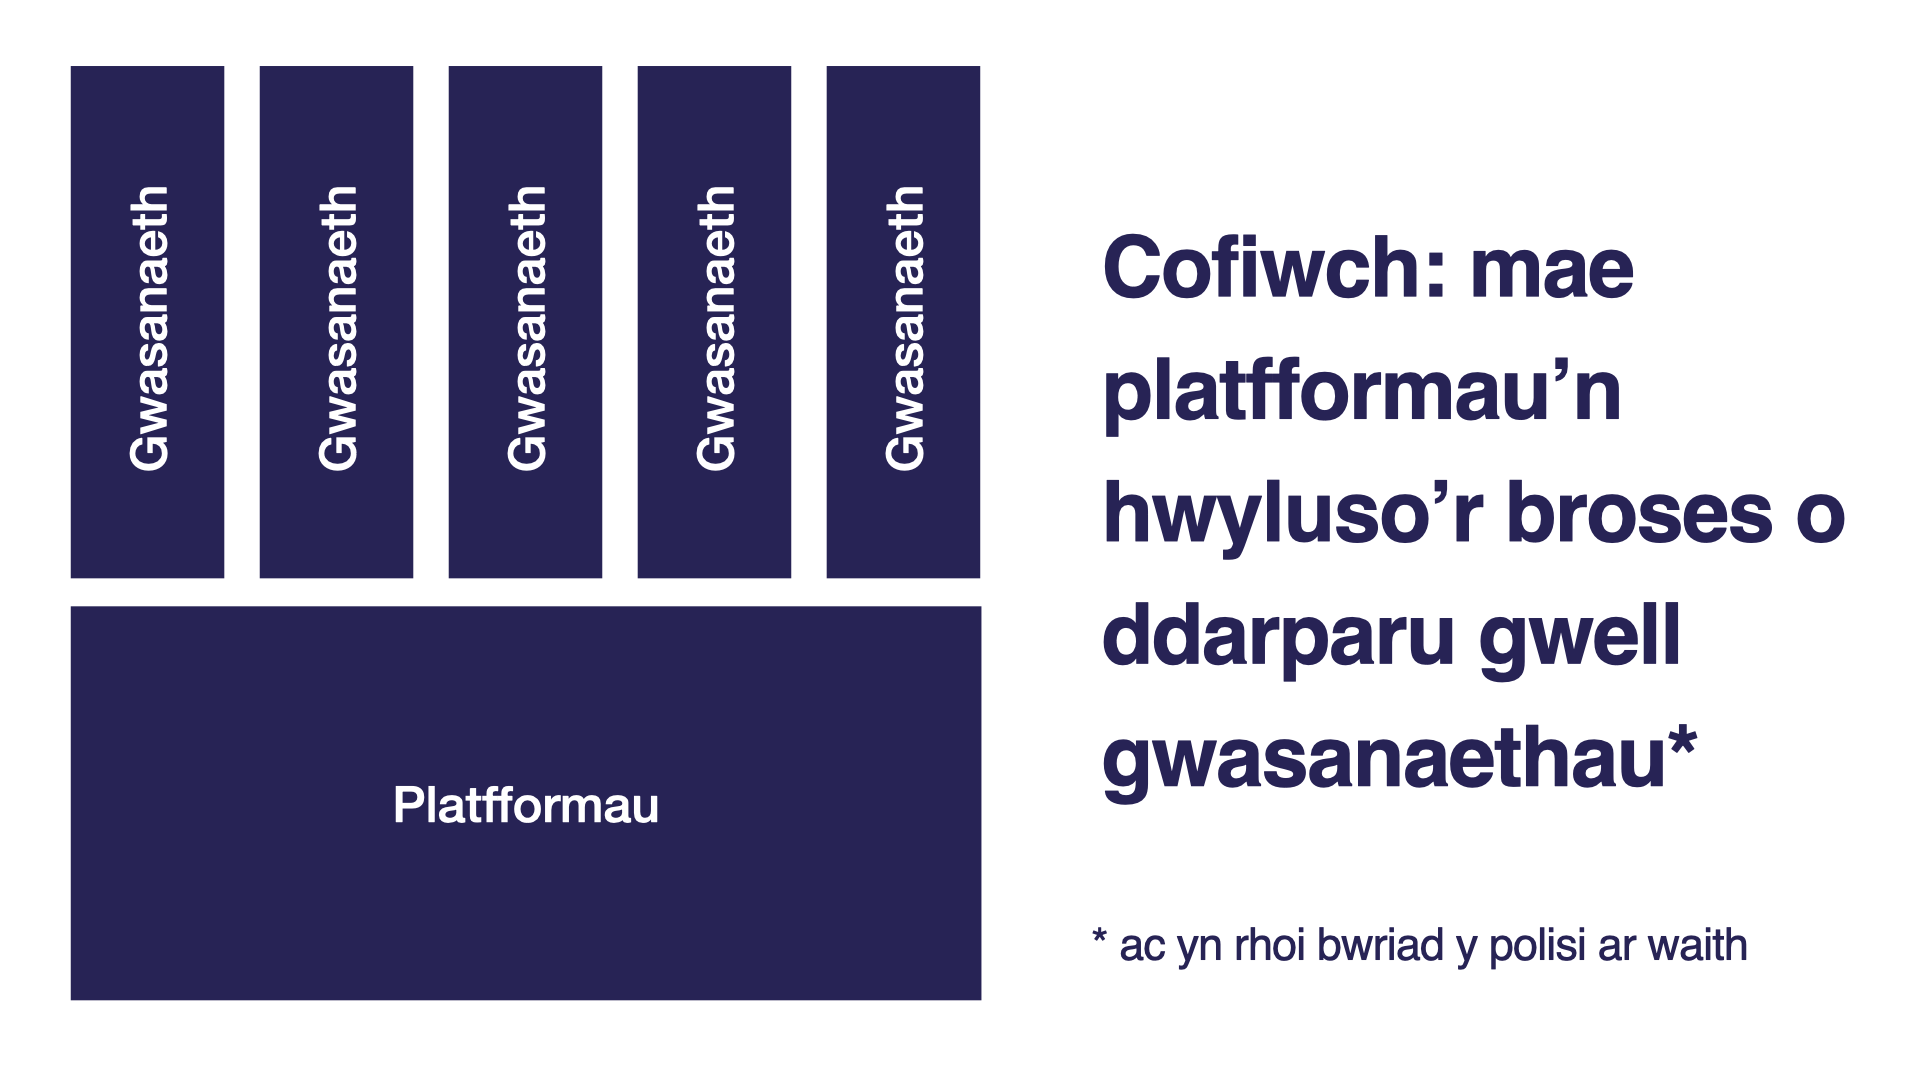 Gwasanaeth
Gwasanaeth
Gwasanaeth
Gwasanaeth
Gwasanaeth
Platfformau
Cofiwch: mae
platfformau’n
hwyluso’r broses o
ddarparu gwell
gwasanaethau*
* ac yn rhoi bwriad y polisi ar waith